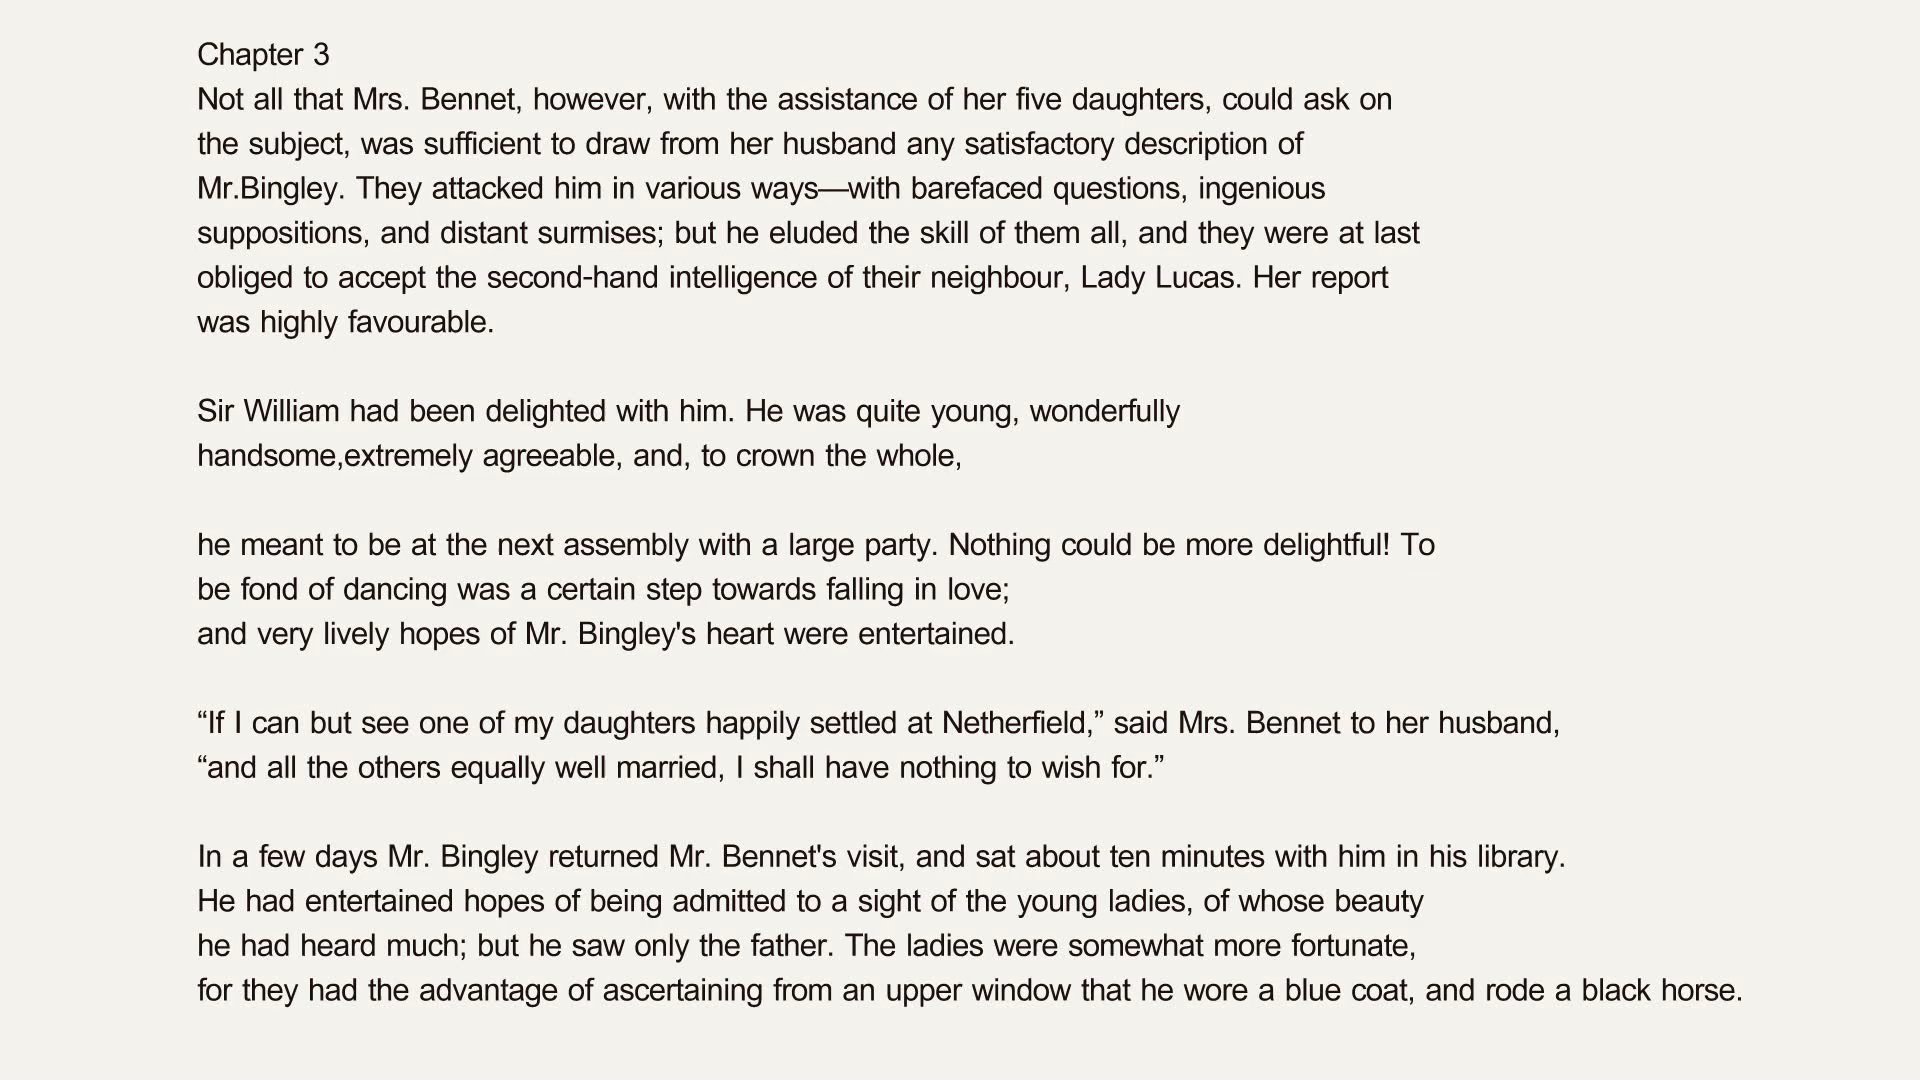 Chapter 3
Not all that Mrs. Bennet, however, with the assistance of her five daughters, could ask on
the subject, was sufficient to draw from her husband any satisfactory description of
Mr.Bingley. They attacked him in various ways—with barefaced questions, ingenious
suppositions, and distant surmises; but he eluded the skill of them all, and they were at last
obliged to accept the second-hand intelligence of their neighbour, Lady Lucas. Her report
was highly favourable.
Sir William had been delighted with him. He was quite young, wonderfully
handsome,extremely agreeable, and, to crown the whole,
he meant to be at the next assembly with a large party. Nothing could be more delightful! To
be fond of dancing was a certain step towards falling in love;
and very lively hopes of Mr. Bingley's heart were entertained.
“If I can but see one of my daughters happily settled at Netherfield,” said Mrs. Bennet to her husband,
“and all the others equally well married, I shall have nothing to wish for.”
In a few days Mr. Bingley returned Mr. Bennet's visit, and sat about ten minutes with him in his library.
He had entertained hopes of being admitted to a sight of the young ladies, of whose beauty
he had heard much; but he saw only the father. The ladies were somewhat more fortunate,
for they had the advantage of ascertaining from an upper window that he wore a blue coat, and rode a black horse.